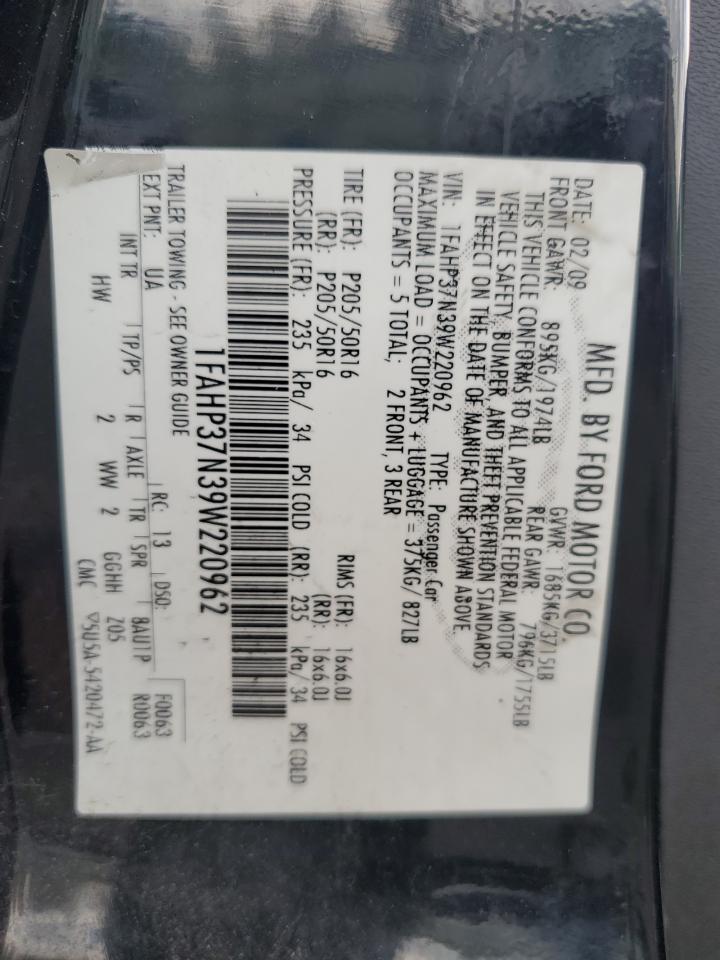 MFD. BY FORD MOTOR CO.
DATE: 02/09 GVWR: 1685KG/3715LB
FRONT GAWR: 895KG/1974LB REAR GAWR: 796KG/1755LB
THIS VEHICLE CONFORMS TO ALL APPLICABLE FEDERAL MOTOR
VEHICLE SAFETY, BUMPER, AND THEFT PREVENTION STANDARDS
IN EFFECT ON THE DATE OF MANUFACTURE SHOWN ABOVE.
VIN: 1FAHP37N39W220962 TYPE: Passenger Car
MAXIMUM LOAD = OCCUPANTS + LUGGAGE = 375KG/ 827LB
OCCUPANTS = 5 TOTAL; 2 FRONT, 3 REAR
TIRE (FR): P205/50R16 RIMS (FR): 16x6.0J
(RR): P205/50R16 (RR): 16x6.0J
PRESSURE (FR): 235 kPa/ 34 PSI COLD (RR): 235 kPa/ 34 PSI COLD
1FAHP37N39W220962
TRAILER TOWING - SEE OWNER GUIDE
EXT PNT: UA RC: 13 DSO: F0063
R0063
INT TR TP/PS R AXLE TR SPR 8AU1P
HW 2 WW 2 GGHH Z05
CMC ▽5U5A-5420472-AA